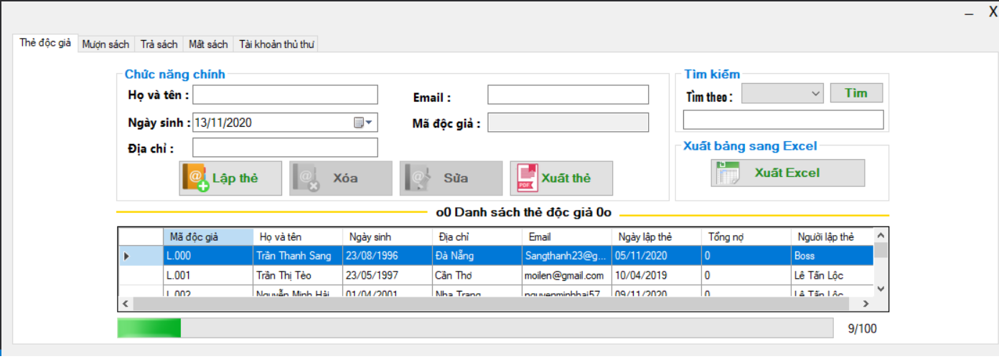 _ X
Thẻ độc giả Mượn sách Trả sách Mất sách Tài khoản thủ thư
Chức năng chính
Họ và tên :
Email :
Ngày sinh : 13/11/2020
Mã độc giả :
Địa chỉ :
Lập thẻ Xóa Sửa PDF Xuất thẻ
Tìm kiếm
Tìm theo : Tìm
Xuất bảng sang Excel
Xuất Excel
o0 Danh sách thẻ độc giả 0o
Mã độc giả Họ và tên Ngày sinh Địa chỉ Email Ngày lập thẻ Tổng nợ Người lập thẻ
L.000 Trần Thanh Sang 23/08/1996 Đà Nẵng Sangthanh23@g... 05/11/2020 0 Boss
L.001 Trần Thị Tẻo 23/05/1997 Cần Thơ moilen@gmail.com 10/04/2019 0 Lê Tấn Lộc
L.002 Nguyễn Minh Hải 01/04/2001 Nha Trang nguyenminhhai57... 09/11/2020 0 Lê Tấn Lộc
9/100